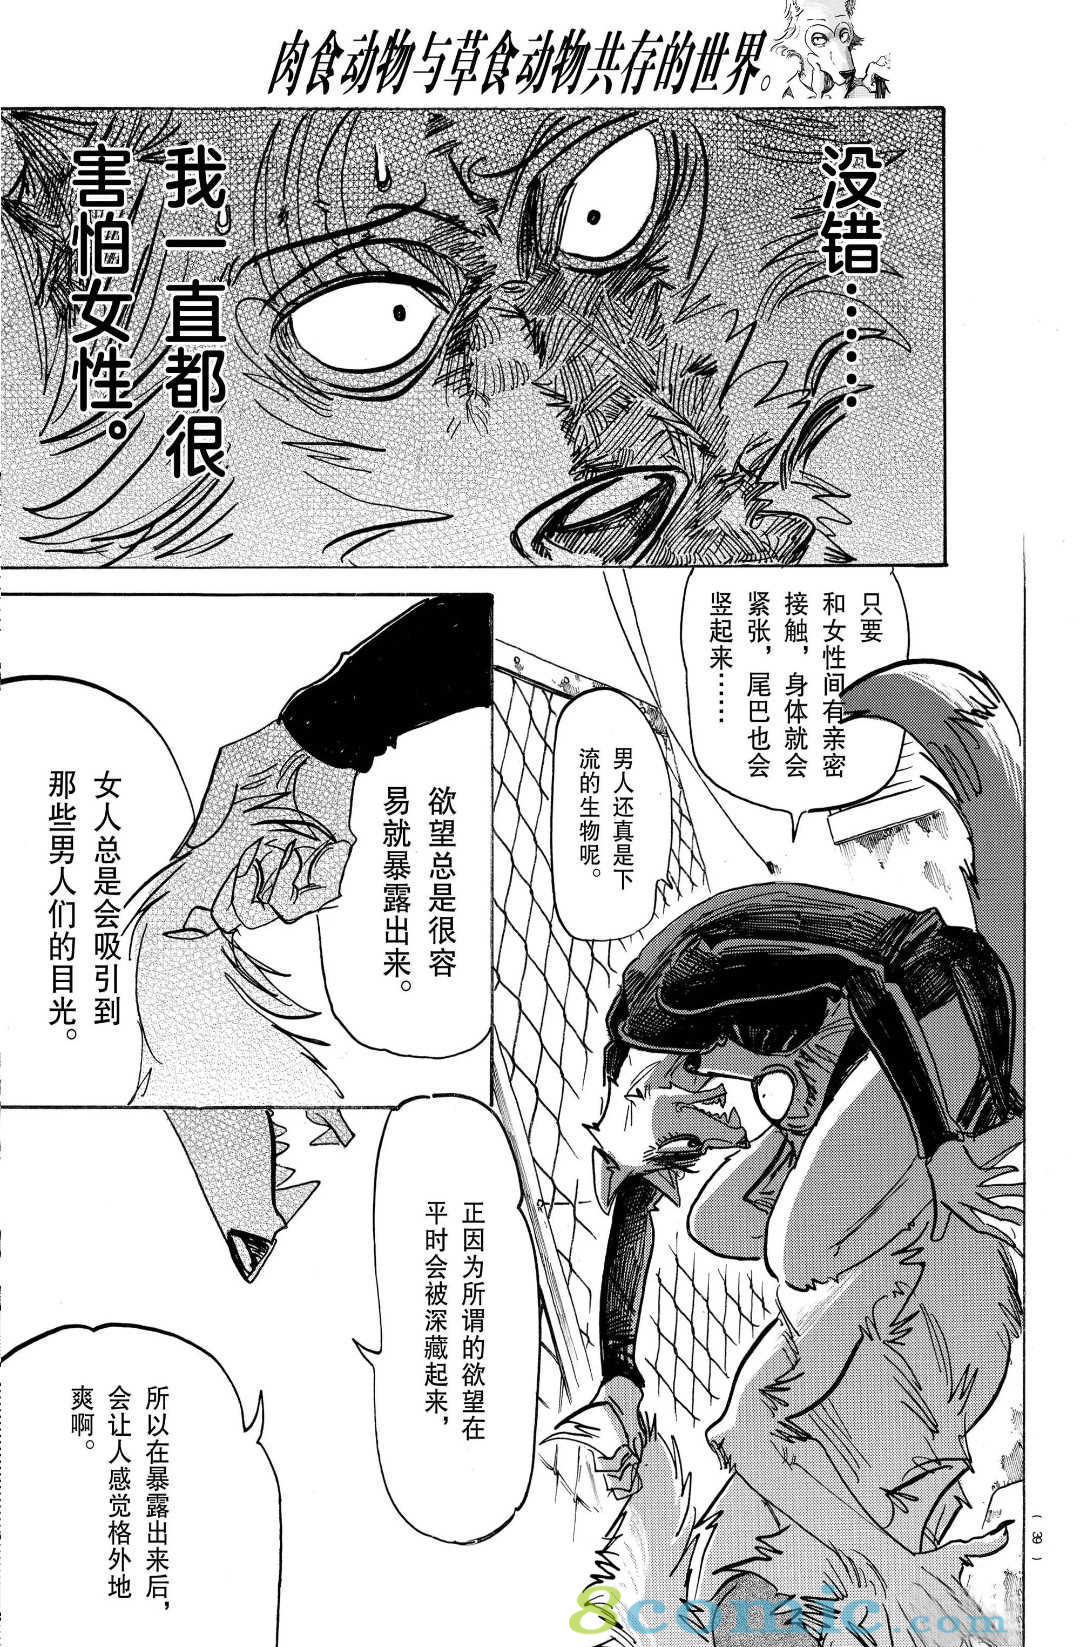 肉食动物与草食动物共存的世界。
没错………
我一直都很
害怕女性。
只要
和女性间有亲密
接触，身体就会
紧张，尾巴也会
竖起来……
男人还真是下
流的生物呢。
欲望总是很容
易就暴露出来。
女人总是会吸引到
那些男人们的目光。
正因为所谓的欲望在
平时会被深藏起来，
所以在暴露出来后，
会让人感觉格外地
爽啊。
(39)
8comic.com